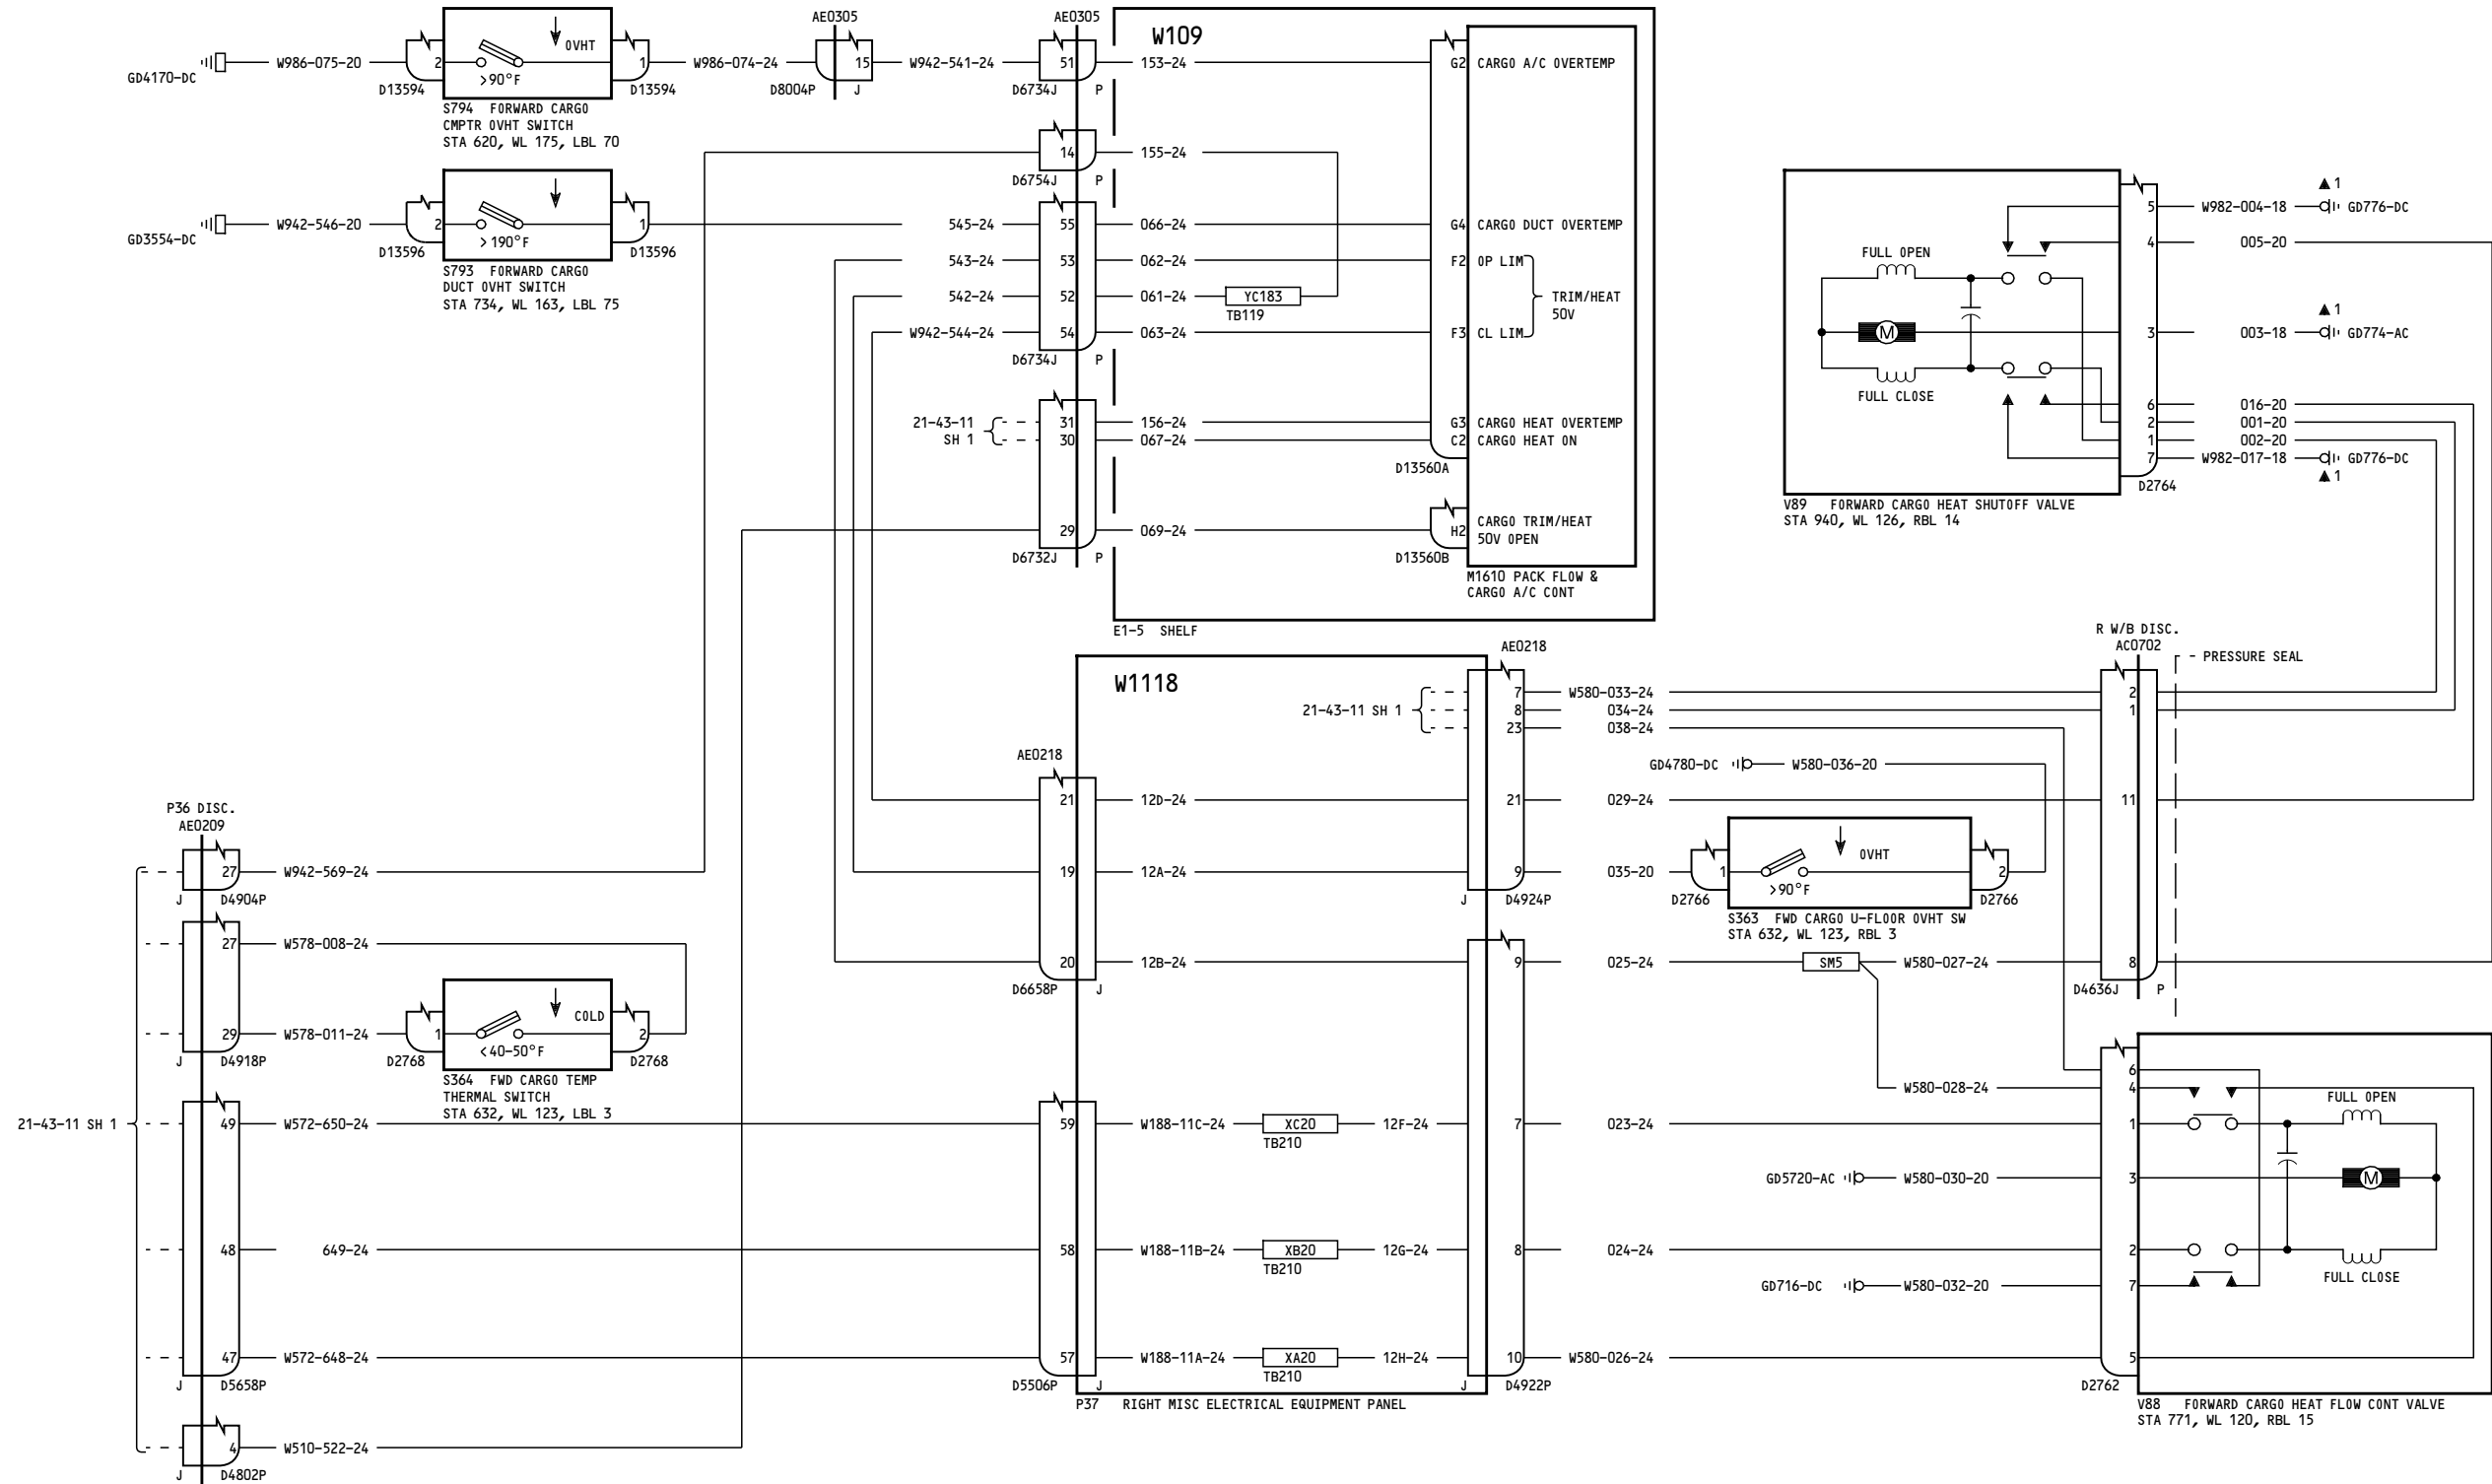 AE0305
AE0305
W109
GD4170-DC
W986-075-20
2
OVHT
>90°F
1
D13594
D13594
W986-074-24
15
D8004P
J
W942-541-24
51
D6734J
P
153-24
G2
CARGO A/C OVERTEMP
S794 FORWARD CARGO
CMPTR OVHT SWITCH
STA 620, WL 175, LBL 70
14
155-24
D6754J
P
GD3554-DC
W942-546-20
2
>190°F
1
D13596
D13596
S793 FORWARD CARGO
DUCT OVHT SWITCH
STA 734, WL 163, LBL 75
545-24
55
066-24
G4
CARGO DUCT OVERTEMP
543-24
53
062-24
F2
OP LIM
542-24
52
061-24
YC183
TB119
TRIM/HEAT
SOV
W942-544-24
54
063-24
F3
CL LIM
D6734J
P
21-43-11
SH 1
31
156-24
G3
CARGO HEAT OVERTEMP
30
067-24
C2
CARGO HEAT ON
D13560A
29
069-24
H2
CARGO TRIM/HEAT
SOV OPEN
D6732J
P
D13560B
M1610 PACK FLOW &
CARGO A/C CONT
E1-5 SHELF
FULL OPEN
M
FULL CLOSE
5
W982-004-18
1
GD776-DC
4
005-20
3
003-18
1
GD774-AC
6
016-20
2
001-20
1
002-20
7
W982-017-18
GD776-DC
1
D2764
V89 FORWARD CARGO HEAT SHUTOFF VALVE
STA 940, WL 126, RBL 14
R W/B DISC.
AC0702
PRESSURE SEAL
W1118
AE0218
21-43-11 SH 1
7
W580-033-24
2
8
034-24
1
23
038-24
AE0218
GD4780-DC
W580-036-20
21
12D-24
21
029-24
11
19
12A-24
9
035-20
1
OVHT
>90°F
2
D2766
D2766
J
D4924P
S363 FWD CARGO U-FLOOR OVHT SW
STA 632, WL 123, RBL 3
20
12B-24
9
025-24
SM5
W580-027-24
8
D6658P
J
D4636J
P
P36 DISC.
AE0209
27
W942-569-24
J
D4904P
27
W578-008-24
29
W578-011-24
J
D4918P
1
COLD
<40-50°F
2
D2768
D2768
S364 FWD CARGO TEMP
THERMAL SWITCH
STA 632, WL 123, LBL 3
21-43-11 SH 1
49
W572-650-24
59
W188-11C-24
XC20
TB210
12F-24
7
023-24
1
48
649-24
58
W188-11B-24
XB20
TB210
12G-24
8
024-24
2
47
W572-648-24
57
W188-11A-24
XA20
TB210
12H-24
10
W580-026-24
5
J
D5658P
D5506P
J
J
D4922P
D2762
P37 RIGHT MISC ELECTRICAL EQUIPMENT PANEL
4
W510-522-24
J
D4802P
6
4
W580-028-24
GD5720-AC
W580-030-20
3
GD716-DC
W580-032-20
7
FULL OPEN
M
FULL CLOSE
V88 FORWARD CARGO HEAT FLOW CONT VALVE
STA 771, WL 120, RBL 15